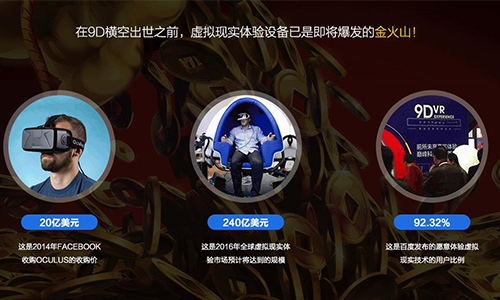 在9D横空出世之前，虚拟现实体验设备已是即将爆发的金火山！
9DVR
EXPERIENCE
20亿美元
240亿美元
92.32%
这是2014年FACEBOOK
收购OCULUS的收购价
这是2016年全球虚拟现实体
验市场预计将达到的规模
这是百度发布的愿意体验虚拟
现实技术的用户比例